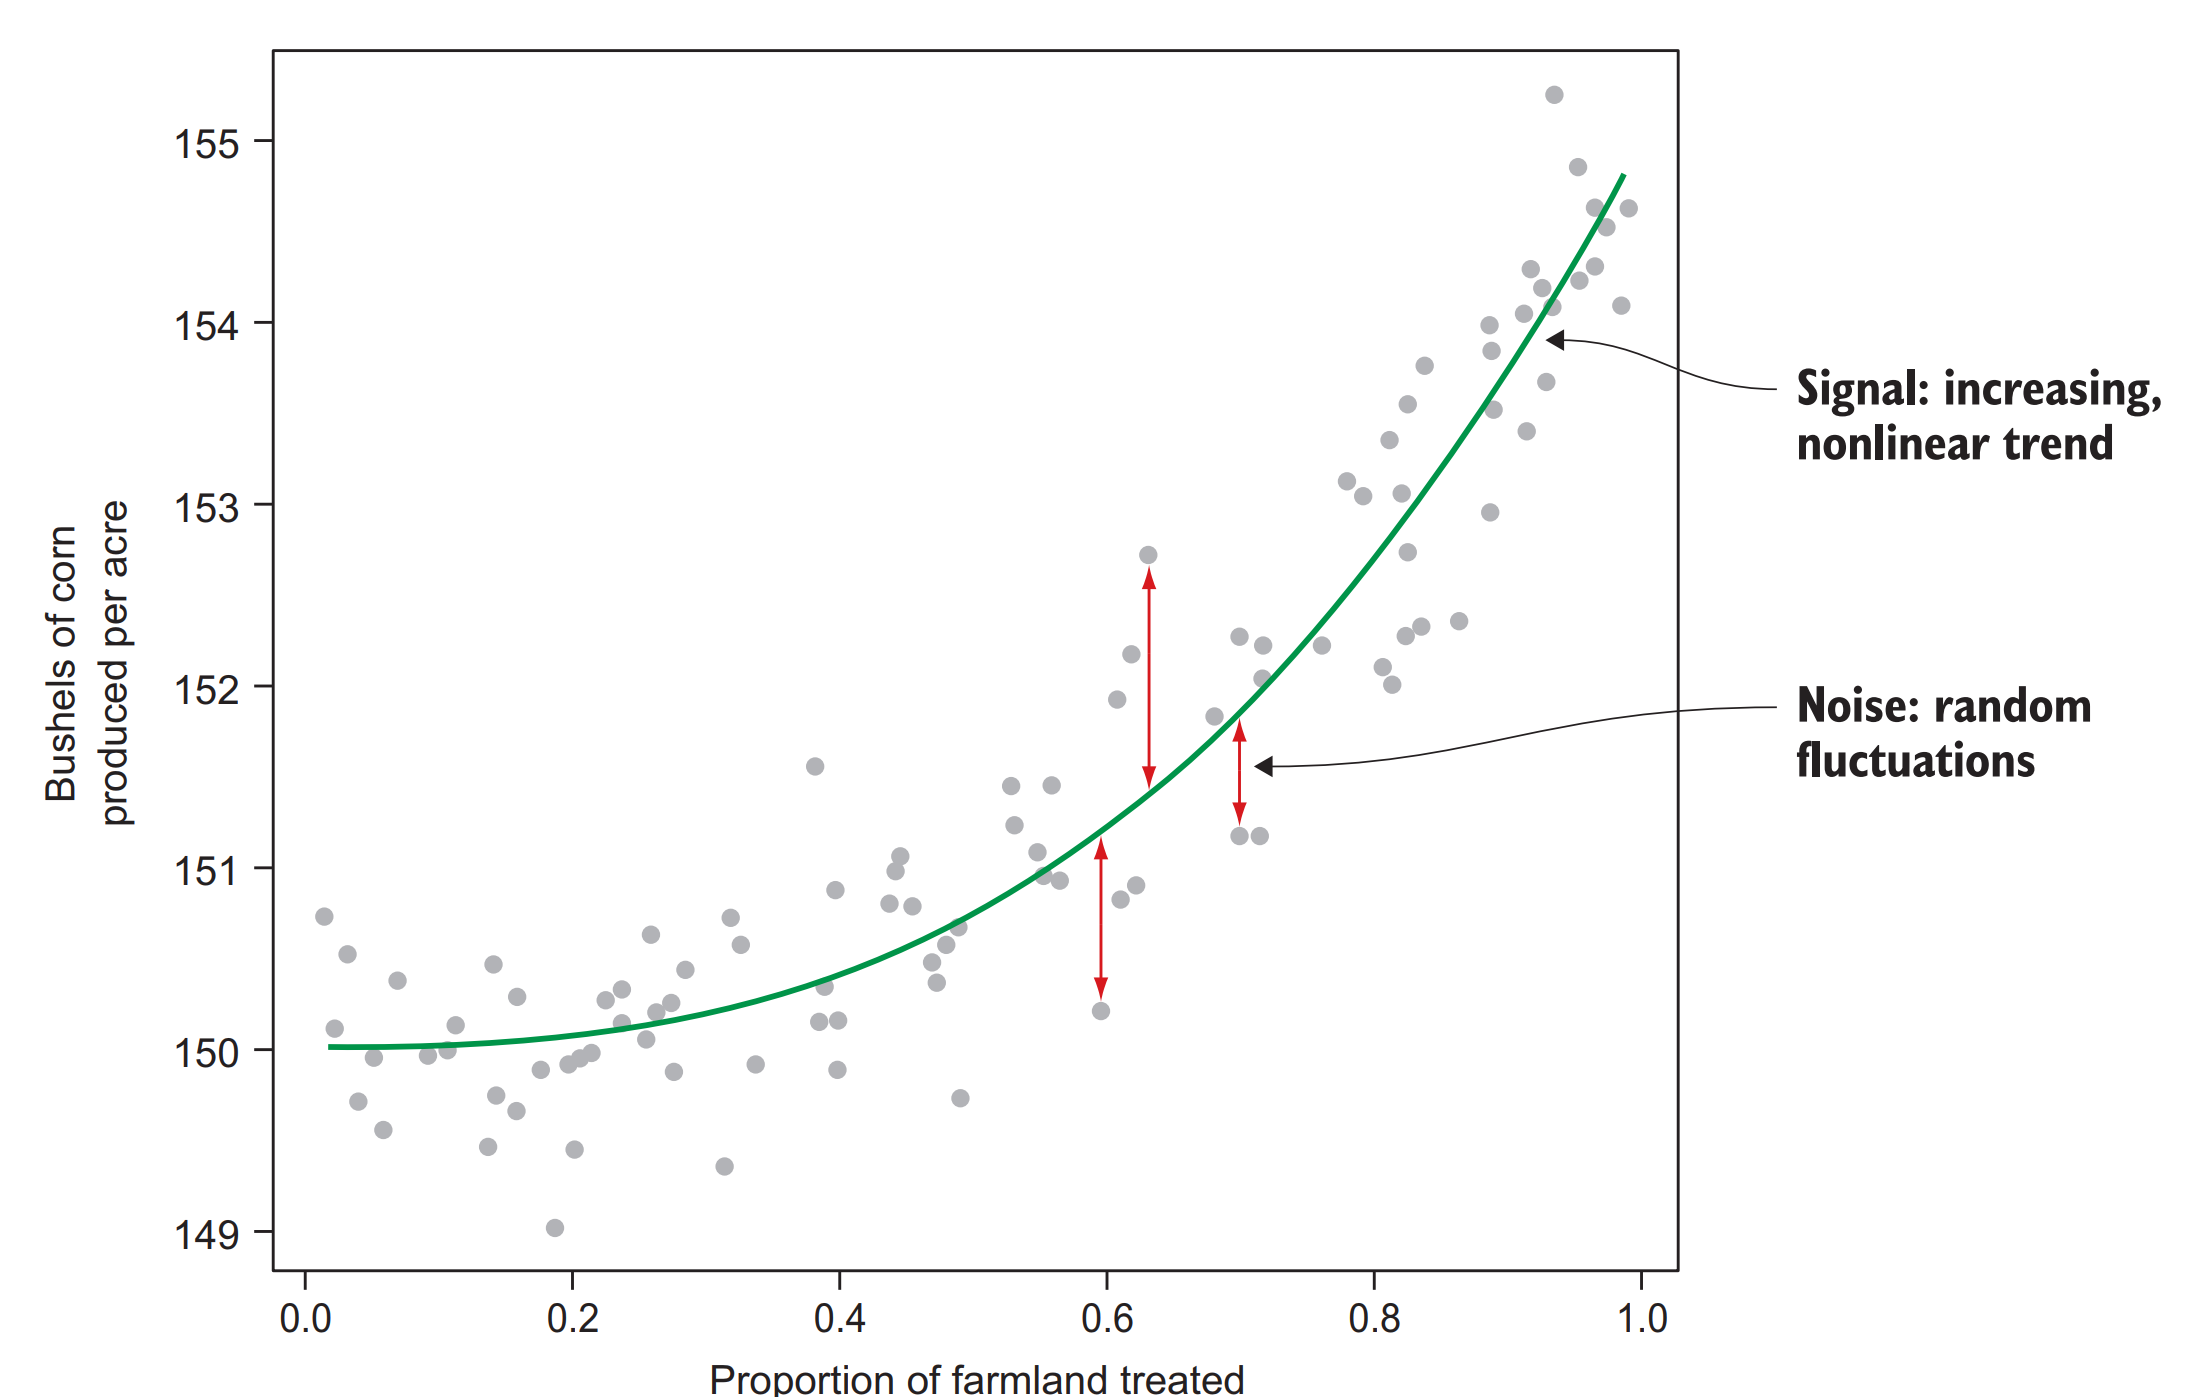 155
154
153
152
151
150
149
Bushels of corn
produced per acre
0.0 0.2 0.4 0.6 0.8 1.0
Proportion of farmland treated
Signal: increasing,
nonlinear trend
Noise: random
fluctuations